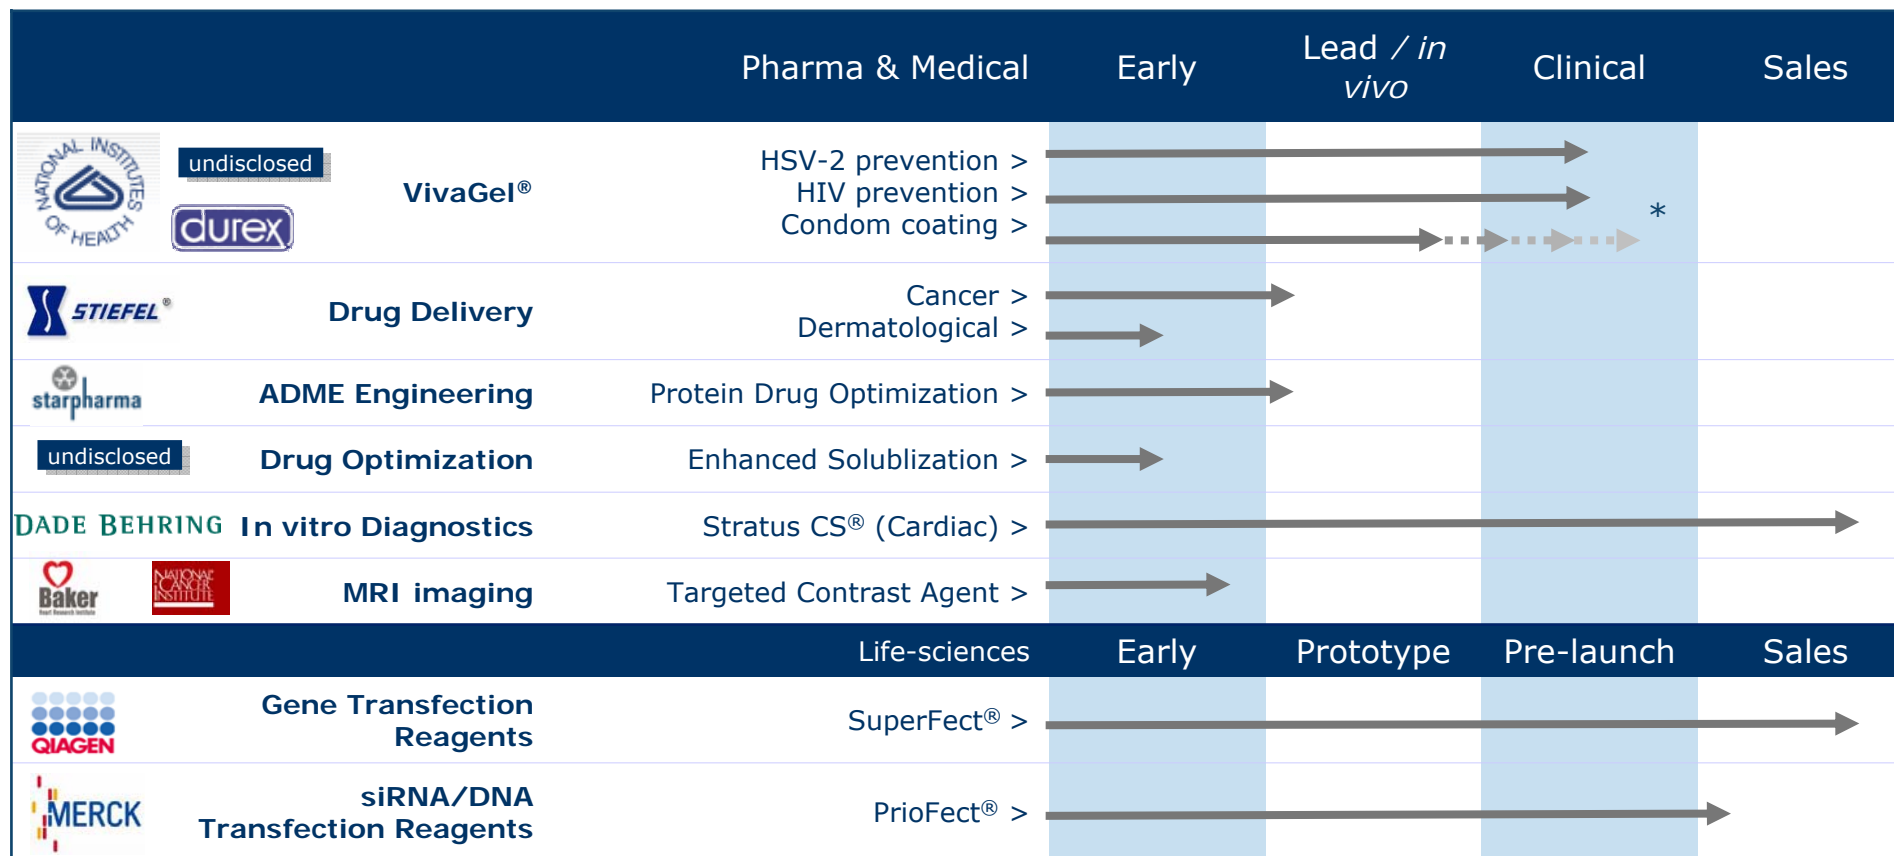 Pharma & Medical Early Lead / in vivo Clinical Sales
NATIONAL INSTITUTES OF HEALTH
undisclosed
durex
VivaGel®
HSV-2 prevention >
HIV prevention >
Condom coating >
*
STIEFEL®
Drug Delivery
Cancer >
Dermatological >
starpharma
ADME Engineering
Protein Drug Optimization >
undisclosed
Drug Optimization
Enhanced Solublization >
DADE BEHRING
In vitro Diagnostics
Stratus CS® (Cardiac) >
Baker
Heart Research Institute
NATIONAL
CANCER
INSTITUTE
MRI imaging
Targeted Contrast Agent >
Life-sciences Early Prototype Pre-launch Sales
QIAGEN
Gene Transfection
Reagents
SuperFect® >
MERCK
siRNA/DNA
Transfection Reagents
PrioFect® >